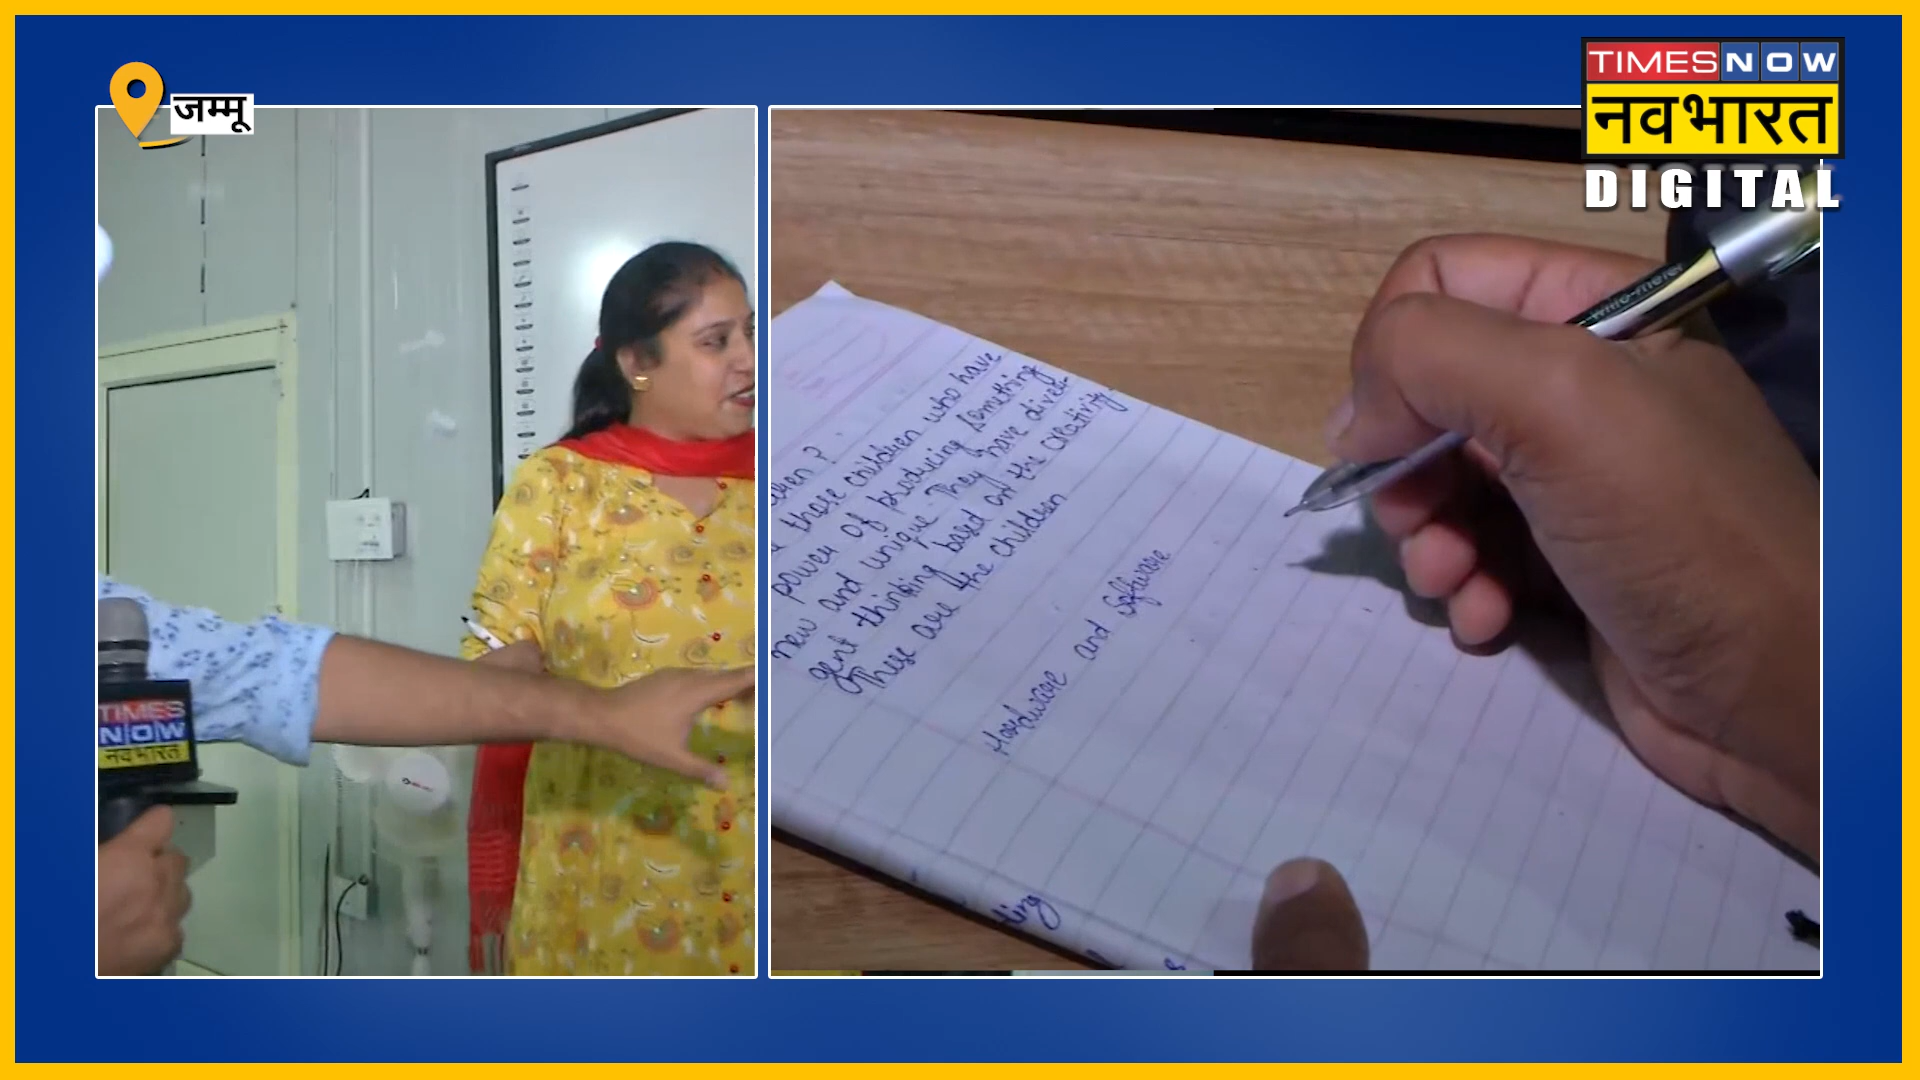 जम्मू
TIMES NOW
नवभारत
DIGITAL
TIMES
NOW
नवभारत
those children who have
power of producing something
new and unique. They have diver-
gent thinking based on the creativity.
These are the children
Hardware and Software
ting